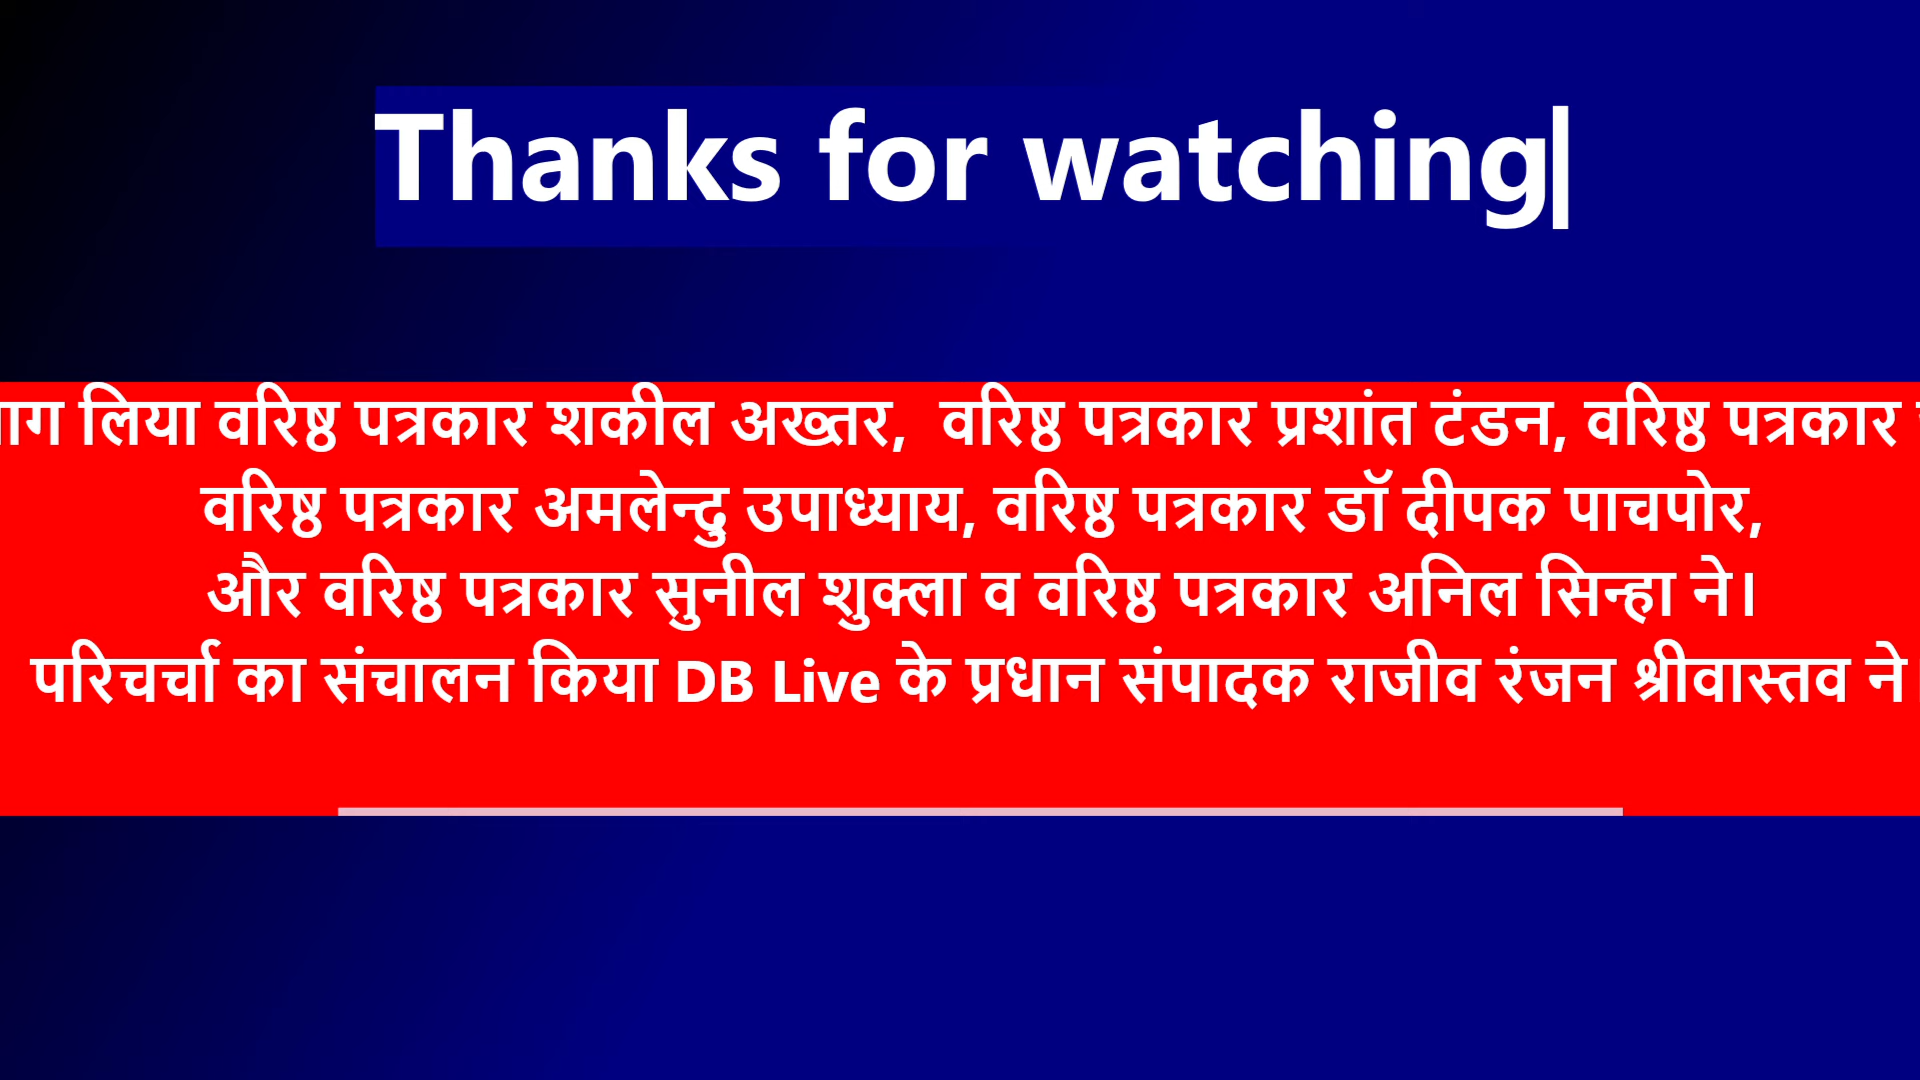 Thanks for watching
लिया वरिष्ठ पत्रकार शकील अख्तर, वरिष्ठ पत्रकार प्रशांत टंडन, वरिष्ठ पत्रकार
वरिष्ठ पत्रकार अमलेन्दु उपाध्याय, वरिष्ठ पत्रकार डॉ दीपक पाचपोर,
और वरिष्ठ पत्रकार सुनील शुक्ला व वरिष्ठ पत्रकार अनिल सिन्हा ने।
परिचर्चा का संचालन किया DB Live के प्रधान संपादक राजीव रंजन श्रीवास्तव ने